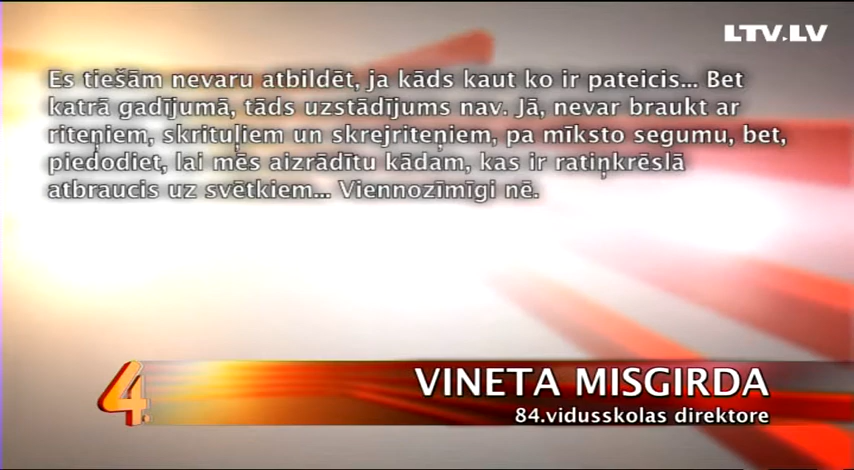 LTV.LV
Es tiešām nevaru atbildēt, ja kāds kaut ko ir pateicis... Bet
katrā gadījumā, tāds uzstādījums nav. Jā, nevar braukt ar
riteņiem, skrituļiem un skrejriteņiem, pa mīksto segumu, bet,
piedodiet, lai mēs aizrādītu kādam, kas ir ratiņkrēslā
atbraucis uz svētkiem... Viennozīmīgi nē.
4.
VINETA MISGIRDA
84.vidusskolas direktore